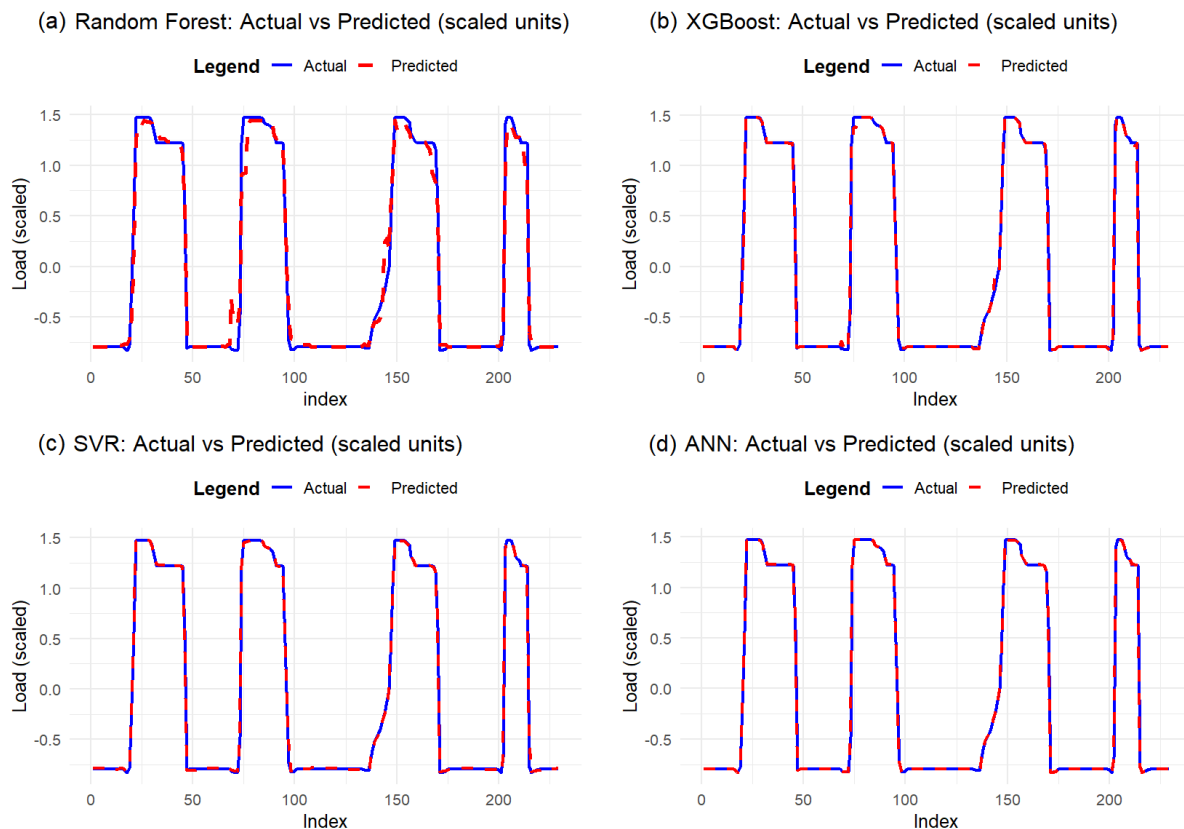 (a) Random Forest: Actual vs Predicted (scaled units)
Legend Actual Predicted
Load (scaled)
1.5
1.0
0.5
0.0
-0.5
0 50 100 150 200
index
(b) XGBoost: Actual vs Predicted (scaled units)
Legend Actual Predicted
Load (scaled)
1.5
1.0
0.5
0.0
-0.5
0 50 100 150 200
Index
(c) SVR: Actual vs Predicted (scaled units)
Legend Actual Predicted
Load (scaled)
1.5
1.0
0.5
0.0
-0.5
0 50 100 150 200
Index
(d) ANN: Actual vs Predicted (scaled units)
Legend Actual Predicted
Load (scaled)
1.5
1.0
0.5
0.0
-0.5
0 50 100 150 200
Index